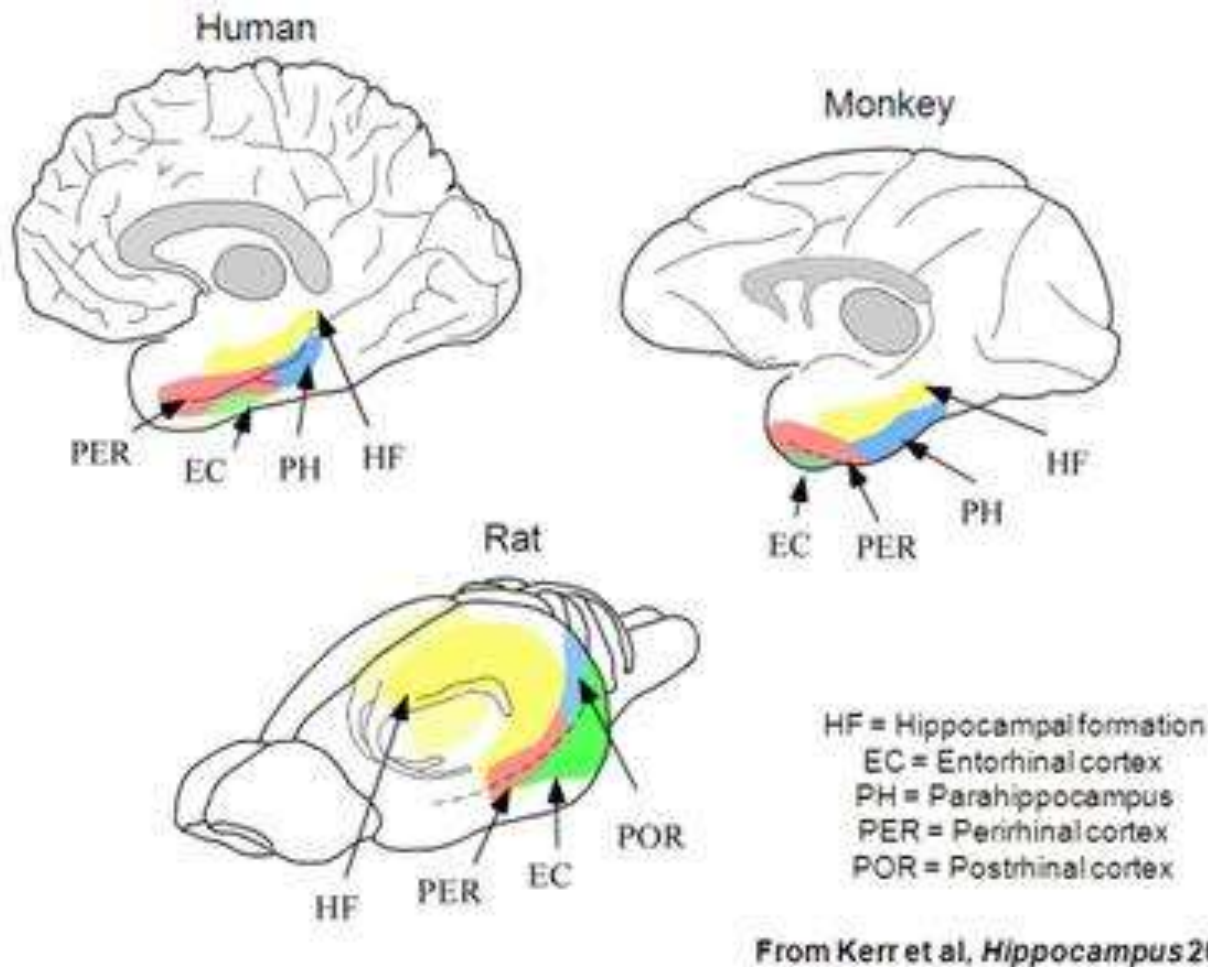 Human
Monkey
PER
EC
PH
HF
HF
PH
EC
PER
Rat
POR
EC
PER
HF
HF = Hippocampal formation
EC = Entorhinal cortex
PH = Parahippocampus
PER = Perirhinal cortex
POR = Postrhinal cortex
From Kerr et al, Hippocampus 20